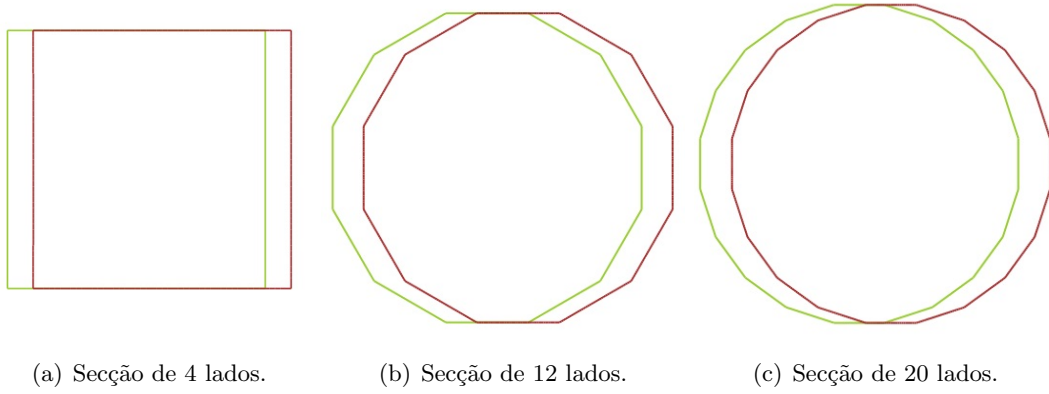 (a) Secção de 4 lados.
(b) Secção de 12 lados.
(c) Secção de 20 lados.